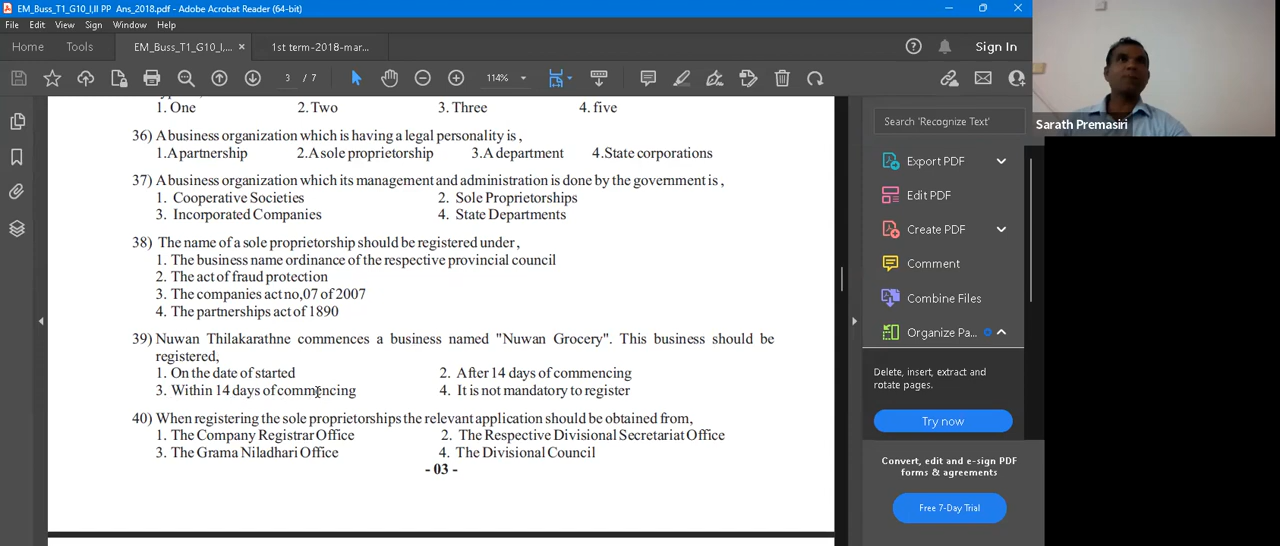 EM_Buss_T1_G10_I,II PP Ans_2018.pdf - Adobe Acrobat Reader (64-bit)
File Edit View Sign Window Help
Home Tools EM_Buss_T1_G10_I,... × 1st term-2018-mar... Sign In
3 / 7 114%
1. One 2. Two 3. Three 4. five
36) A business organization which is having a legal personality is ,
1.A partnership 2.A sole proprietorship 3.A department 4.State corporations
37) A business organization which its management and administration is done by the government is ,
1. Cooperative Societies 2. Sole Proprietorships
3. Incorporated Companies 4. State Departments
38) The name of a sole proprietorship should be registered under ,
1. The business name ordinance of the respective provincial council
2. The act of fraud protection
3. The companies act no,07 of 2007
4. The partnerships act of 1890
39) Nuwan Thilakarathne commences a business named "Nuwan Grocery". This business should be
registered,
1. On the date of started 2. After 14 days of commencing
3. Within 14 days of commencing 4. It is not mandatory to register
40) When registering the sole proprietorships the relevant application should be obtained from,
1. The Company Registrar Office 2. The Respective Divisional Secretariat Office
3. The Grama Niladhari Office 4. The Divisional Council
- 03 -
Search 'Recognize Text'
Export PDF
Edit PDF
Create PDF
Comment
Combine Files
Organize Pa...
Delete, insert, extract and
rotate pages.
Try now
Convert, edit and e-sign PDF
forms & agreements
Free 7-Day Trial
Sarath Premasiri